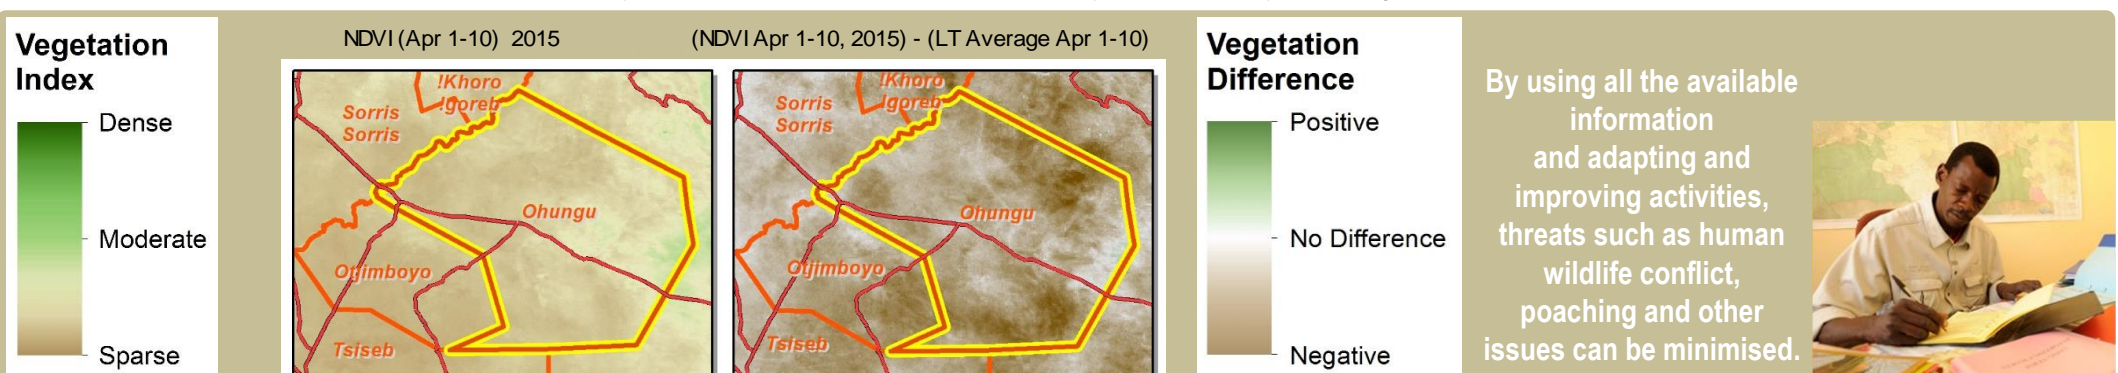 Vegetation
Index
Dense
Moderate
Sparse
NDVI (Apr 1-10) 2015
!Khoro
!goreb
Sorris
Sorris
Ohungu
Otjimboyo
Tsiseb
(NDVI Apr 1-10, 2015) - (LT Average Apr 1-10)
!Khoro
!goreb
Sorris
Sorris
Ohungu
Otjimboyo
Tsiseb
Vegetation
Difference
Positive
No Difference
Negative
By using all the available
information
and adapting and
improving activities,
threats such as human
wildlife conflict,
poaching and other
issues can be minimised.